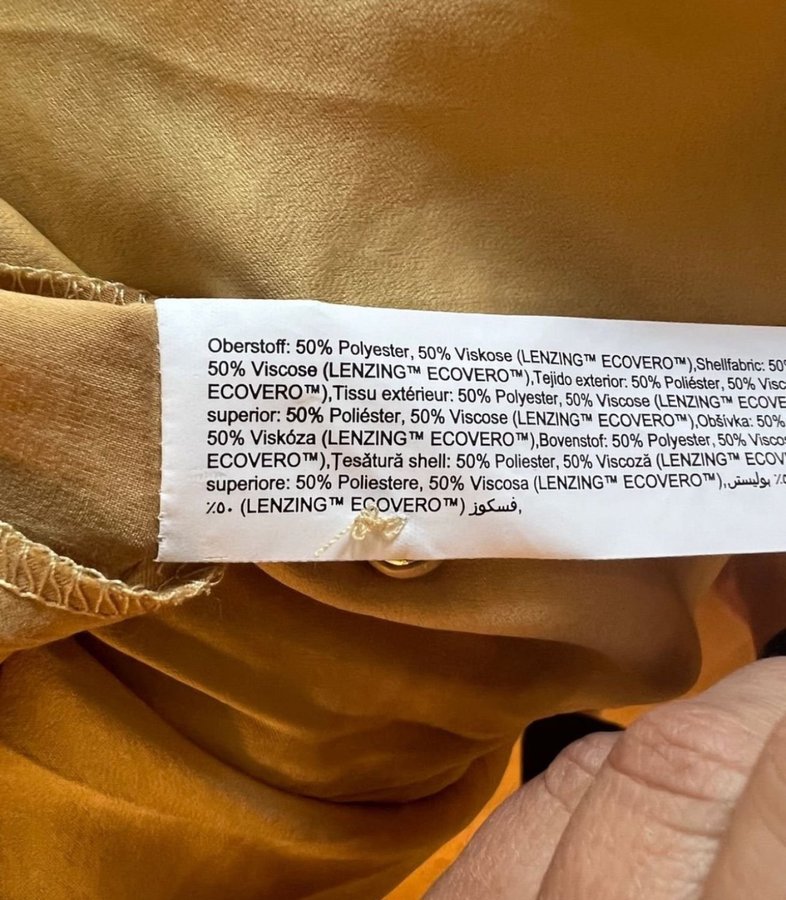 Oberstoff: 50% Polyester, 50% Viskose (LENZING™ ECOVERO™),Shellfabric: 50%
50% Viscose (LENZING™ ECOVERO™),Tejido exterior: 50% Poliéster, 50% Visc
ECOVERO™),Tissu extérieur: 50% Polyester, 50% Viscose (LENZING™ ECOVE
superior: 50% Poliéster, 50% Viscose (LENZING™ ECOVERO™),Obšívka: 50%
50% Viskóza (LENZING™ ECOVERO™),Bovenstof: 50% Polyester, 50% Visco
ECOVERO™),Țesătură shell: 50% Poliester, 50% Viscoză (LENZING™ ECOV
superiore: 50% Poliestere, 50% Viscosa (LENZING™ ECOVERO™),بوليستر ٪
٪٥٠ (LENZING™ ECOVERO™) فسكوز,